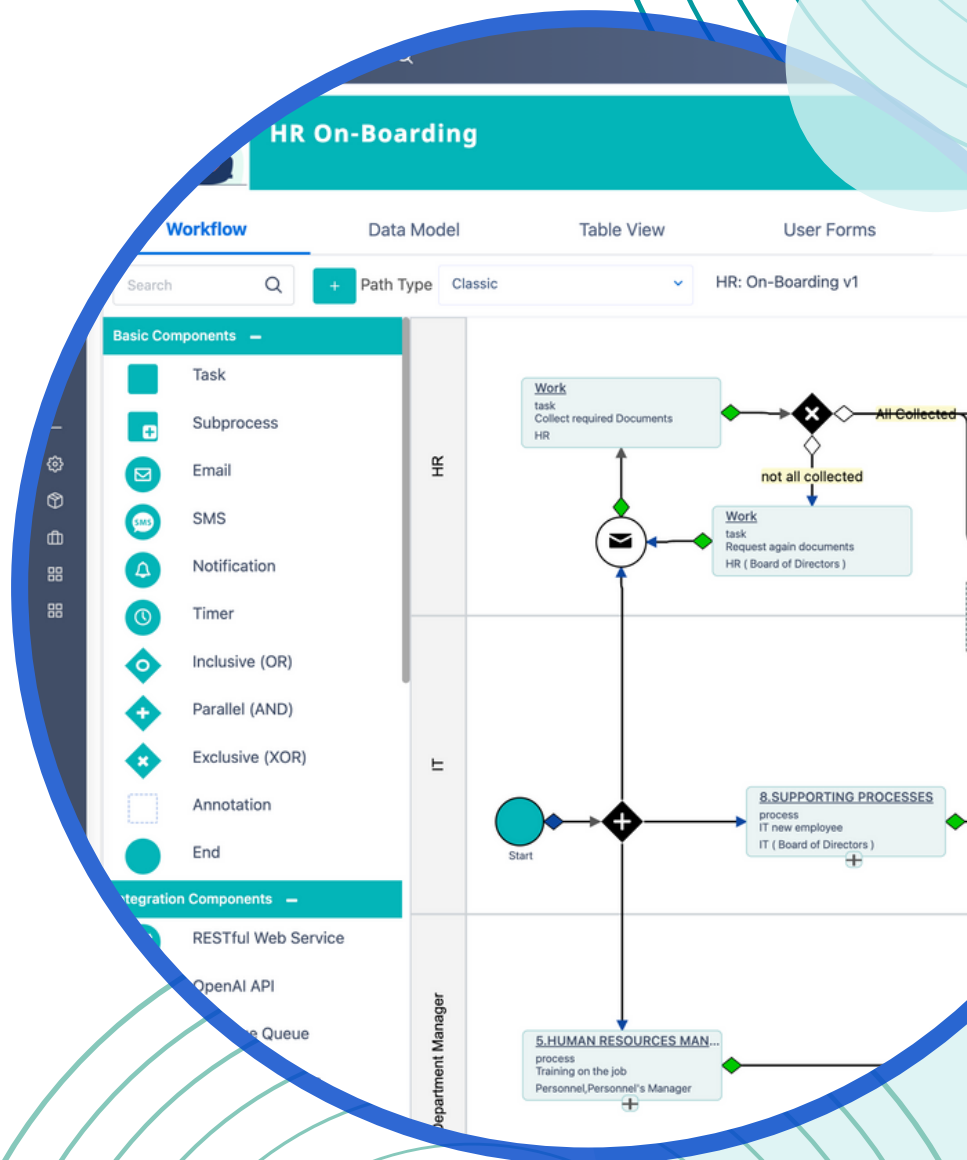 HR On-Boarding
Workflow
Data Model
Table View
User Forms
Search
+
Path Type
Classic
HR: On-Boarding v1
Basic Components
Task
Subprocess
Email
SMS
SMS
Notification
Timer
Inclusive (OR)
Parallel (AND)
Exclusive (XOR)
Annotation
End
Integration Components
RESTful Web Service
OpenAI API
Queue
HR
Work
task
Collect required Documents
HR
All Collected
not all collected
Work
task
Request again documents
HR ( Board of Directors )
IT
Start
8.SUPPORTING PROCESSES
process
IT new employee
IT ( Board of Directors )
Department Manager
5.HUMAN RESOURCES MAN...
process
Training on the job
Personnel,Personnel's Manager